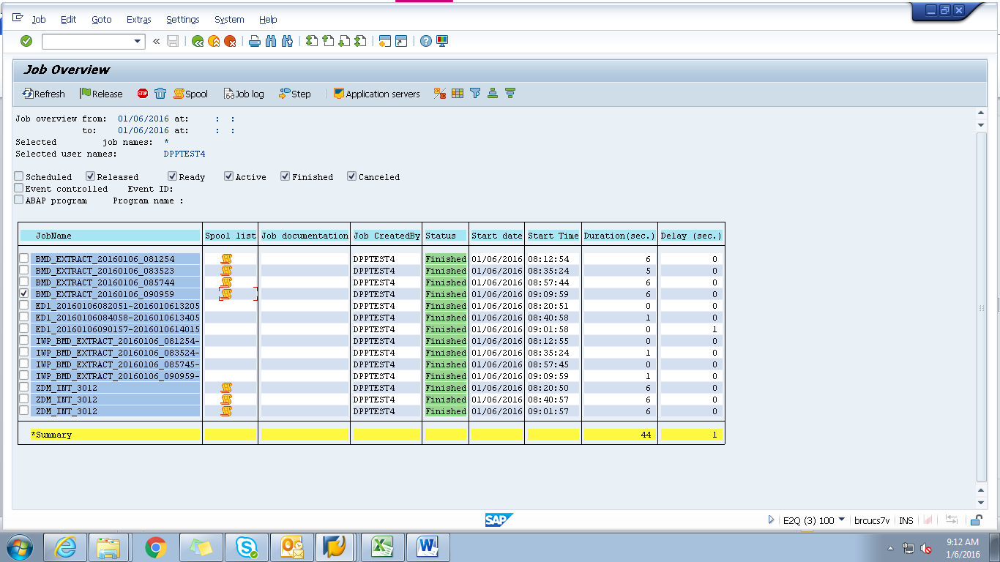 Job Edit Goto Extras Settings System Help
Job Overview
Refresh Release STOP Spool Job log Step Application servers
Job overview from: 01/06/2016 at: : :
to: 01/06/2016 at: : :
Selected job names: *
Selected user names: DPPTEST4
Scheduled Released Ready Active Finished Canceled
Event controlled Event ID:
ABAP program Program name :
JobName Spool list Job documentation Job CreatedBy Status Start date Start Time Duration(sec.) Delay (sec.)
BMD_EXTRACT_20160106_081254 DPPTEST4 Finished 01/06/2016 08:12:54 6 0
BMD_EXTRACT_20160106_083523 DPPTEST4 Finished 01/06/2016 08:35:24 5 0
BMD_EXTRACT_20160106_085744 DPPTEST4 Finished 01/06/2016 08:57:44 6 0
BMD_EXTRACT_20160106_090959 DPPTEST4 Finished 01/06/2016 09:09:59 6 0
ED1_20160106082051-2016010613205 DPPTEST4 Finished 01/06/2016 08:20:51 0 0
ED1_20160106084058-2016010613405 DPPTEST4 Finished 01/06/2016 08:40:58 1 0
ED1_20160106090157-2016010614015 DPPTEST4 Finished 01/06/2016 09:01:58 0 1
IWP_BMD_EXTRACT_20160106_081254- DPPTEST4 Finished 01/06/2016 08:12:55 0 0
IWP_BMD_EXTRACT_20160106_083524- DPPTEST4 Finished 01/06/2016 08:35:24 1 0
IWP_BMD_EXTRACT_20160106_085745- DPPTEST4 Finished 01/06/2016 08:57:45 0 0
IWP_BMD_EXTRACT_20160106_090959- DPPTEST4 Finished 01/06/2016 09:09:59 1 0
ZDM_INT_3012 DPPTEST4 Finished 01/06/2016 08:20:50 6 0
ZDM_INT_3012 DPPTEST4 Finished 01/06/2016 08:40:57 6 0
ZDM_INT_3012 DPPTEST4 Finished 01/06/2016 09:01:57 6 0
*Summary 44 1
SAP E2Q (3) 100 brcucs7v INS
9:12 AM
1/6/2016